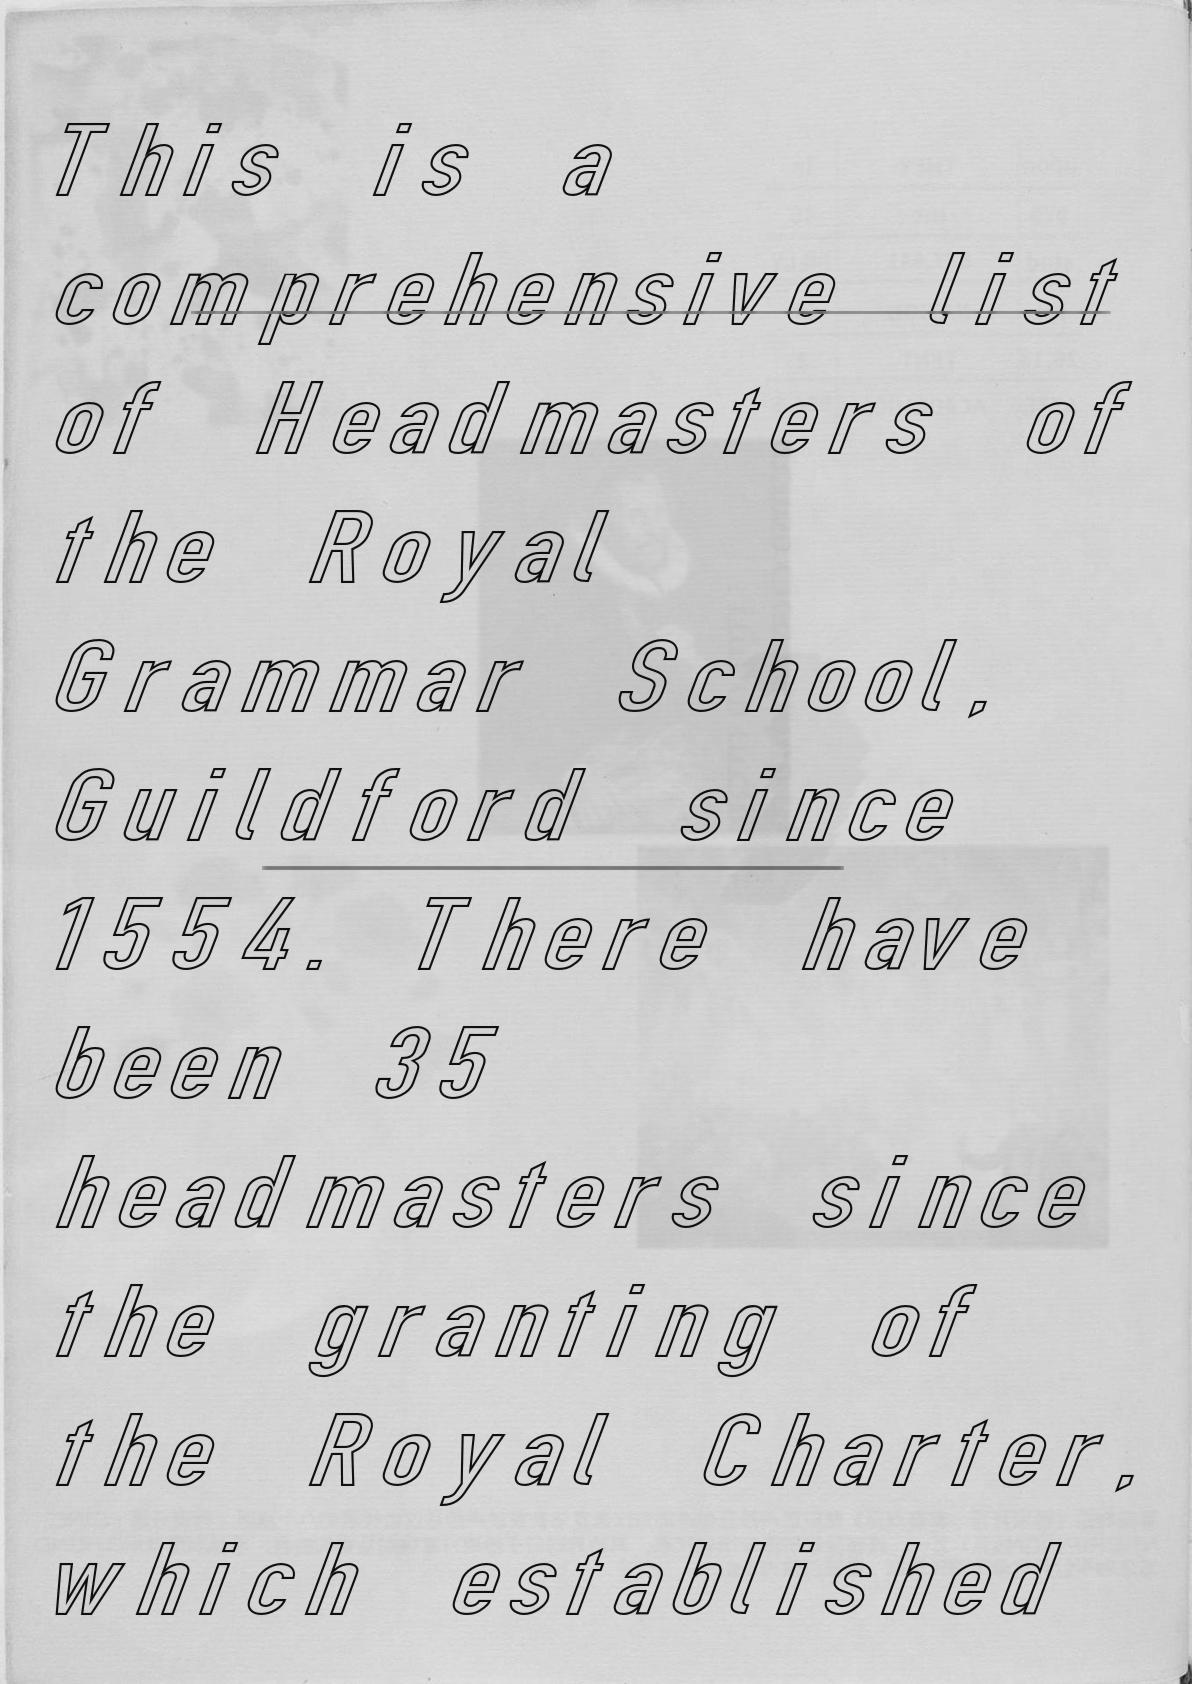 This is a
comprehensive list
of Headmasters of
the Royal
Grammar School,
Guildford since
1554. There have
been 35
headmasters since
the granting of
the Royal Charter,
which established